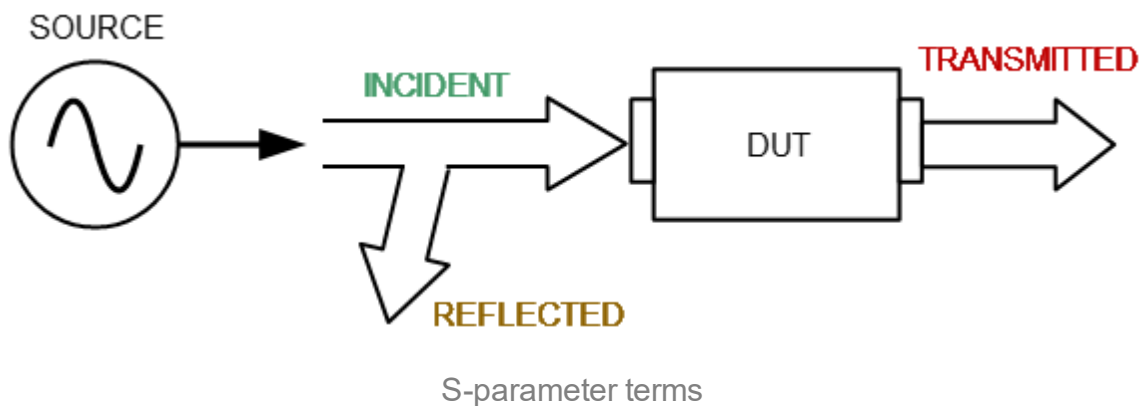 SOURCE
INCIDENT
TRANSMITTED
DUT
REFLECTED
S-parameter terms